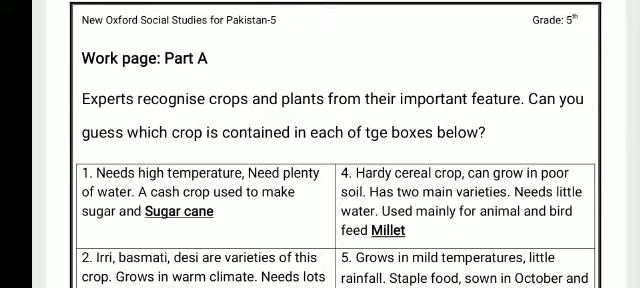 New Oxford Social Studies for Pakistan-5
Grade: 5th
Work page: Part A
Experts recognise crops and plants from their important feature. Can you
guess which crop is contained in each of tge boxes below?
1. Needs high temperature, Need plenty
of water. A cash crop used to make
sugar and Sugar cane
4. Hardy cereal crop, can grow in poor
soil. Has two main varieties. Needs little
water. Used mainly for animal and bird
feed Millet
2. Irri, basmati, desi are varieties of this
crop. Grows in warm climate. Needs lots
5. Grows in mild temperatures, little
rainfall. Staple food, sown in October and